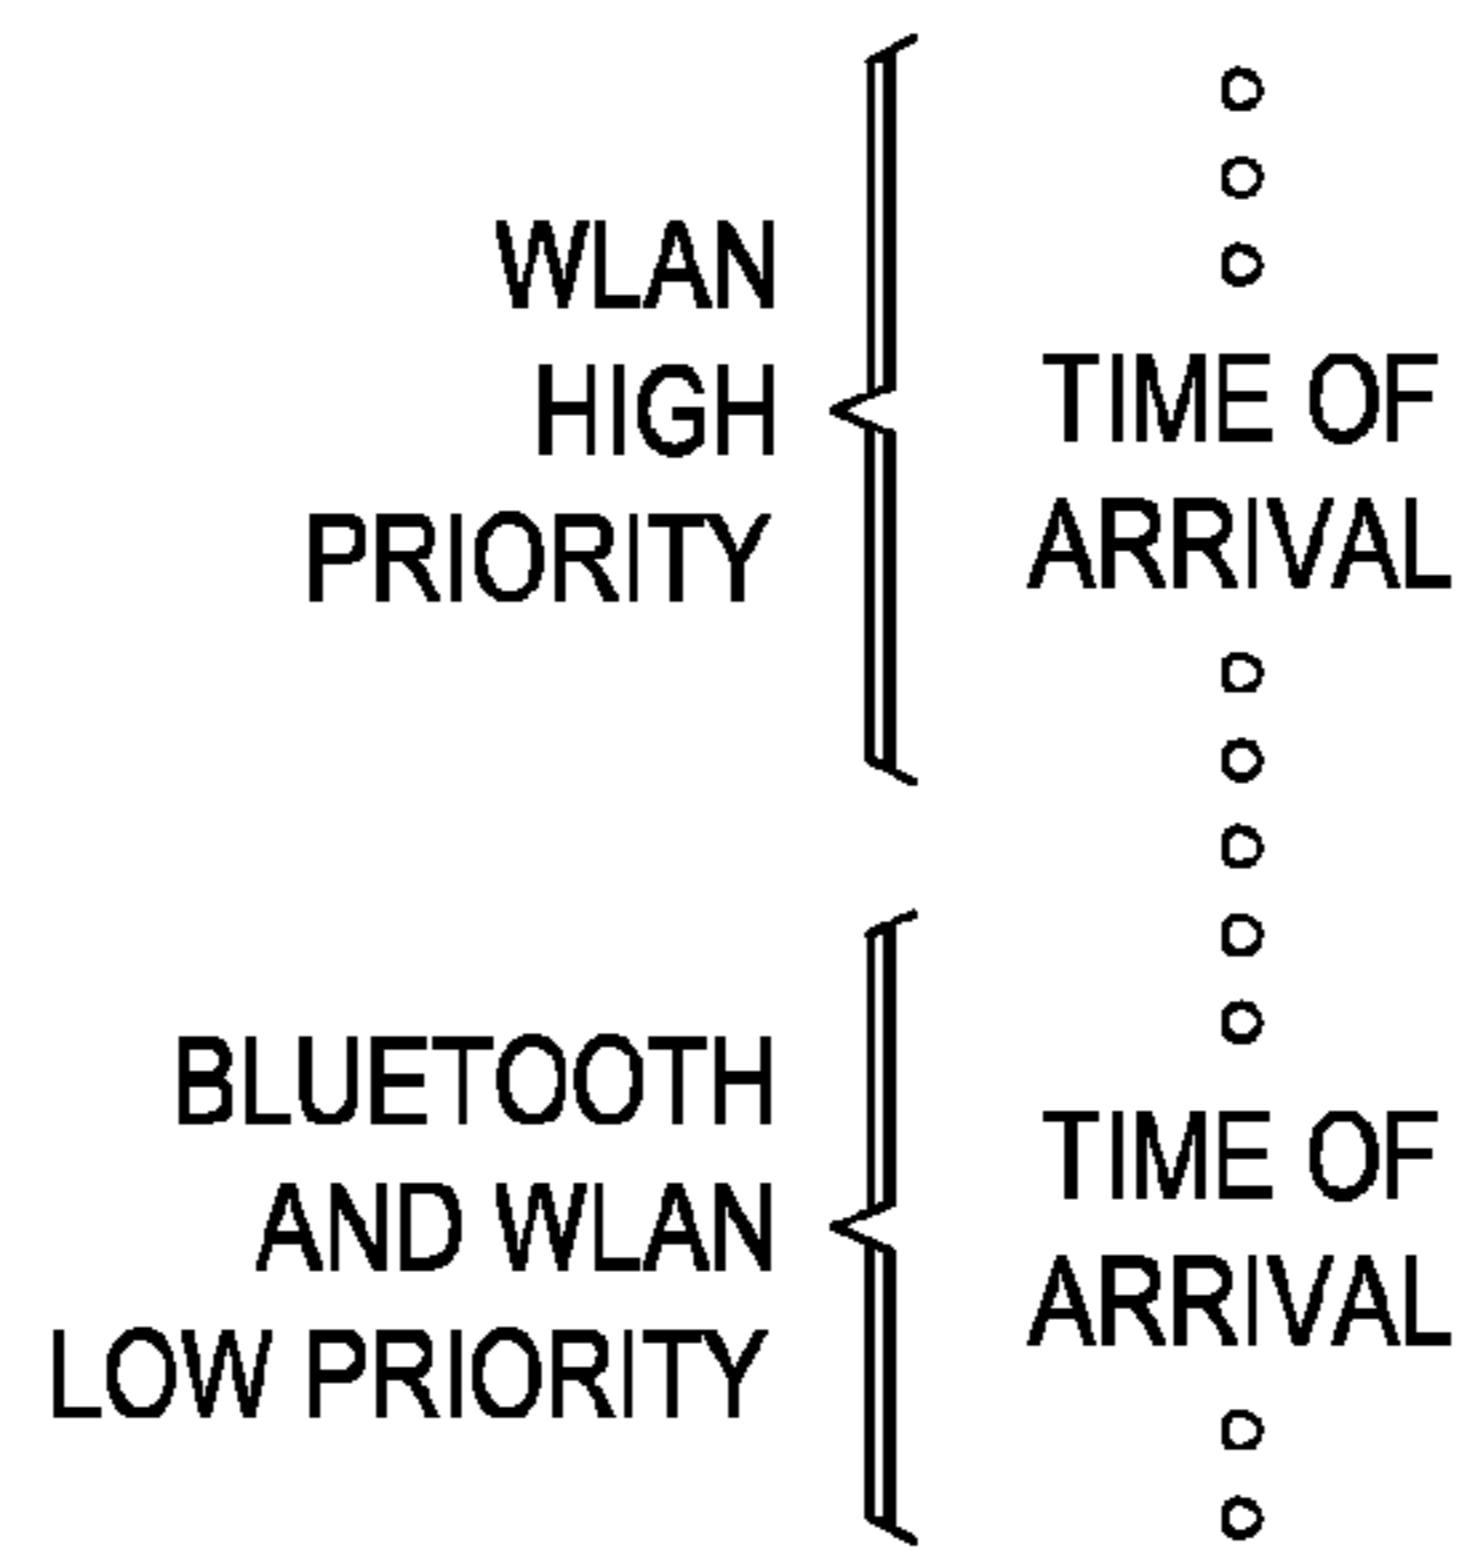 WLAN
HIGH
PRIORITY
TIME OF
ARRIVAL
BLUETOOTH
AND WLAN
LOW PRIORITY
TIME OF
ARRIVAL